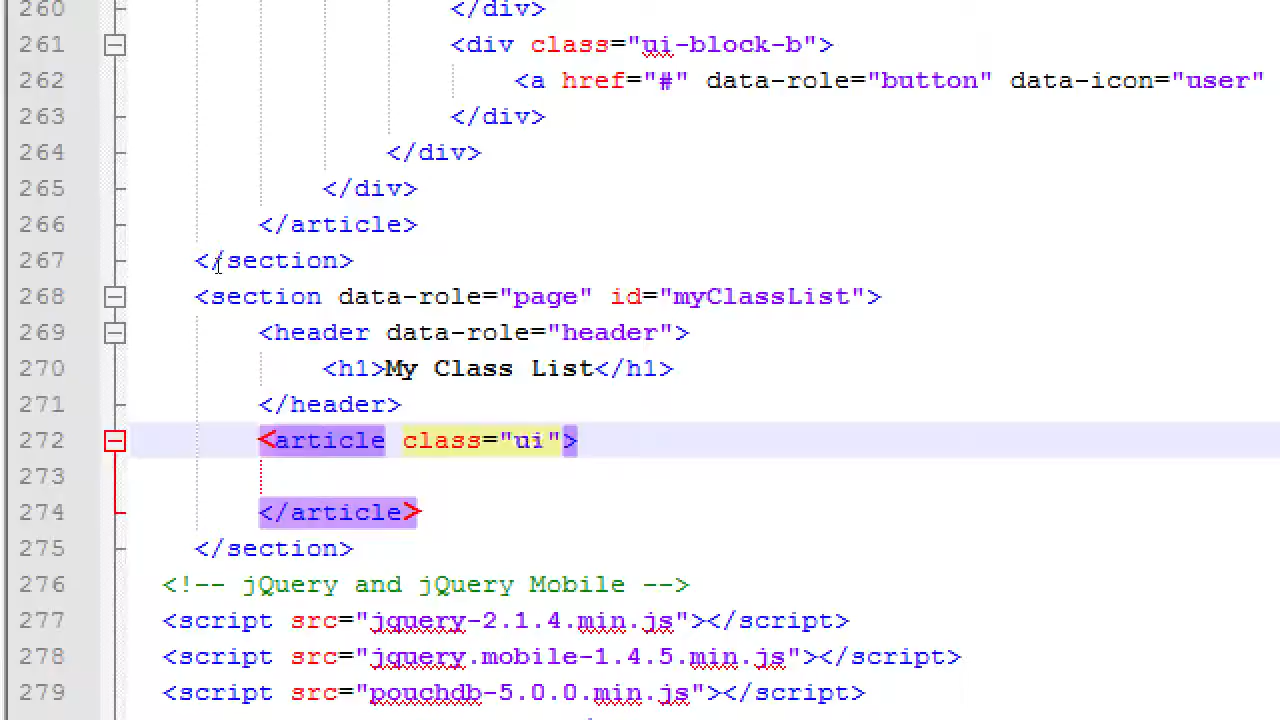 260 </div>
261 <div class="ui-block-b">
262 <a href="#" data-role="button" data-icon="user"
263 </div>
264 </div>
265 </div>
266 </article>
267 </section>
268 <section data-role="page" id="myClassList">
269 <header data-role="header">
270 <h1>My Class List</h1>
271 </header>
272 <article class="ui">
273
274 </article>
275 </section>
276 <!-- jQuery and jQuery Mobile -->
277 <script src="jquery-2.1.4.min.js"></script>
278 <script src="jquery.mobile-1.4.5.min.js"></script>
279 <script src="pouchdb-5.0.0.min.js"></script>